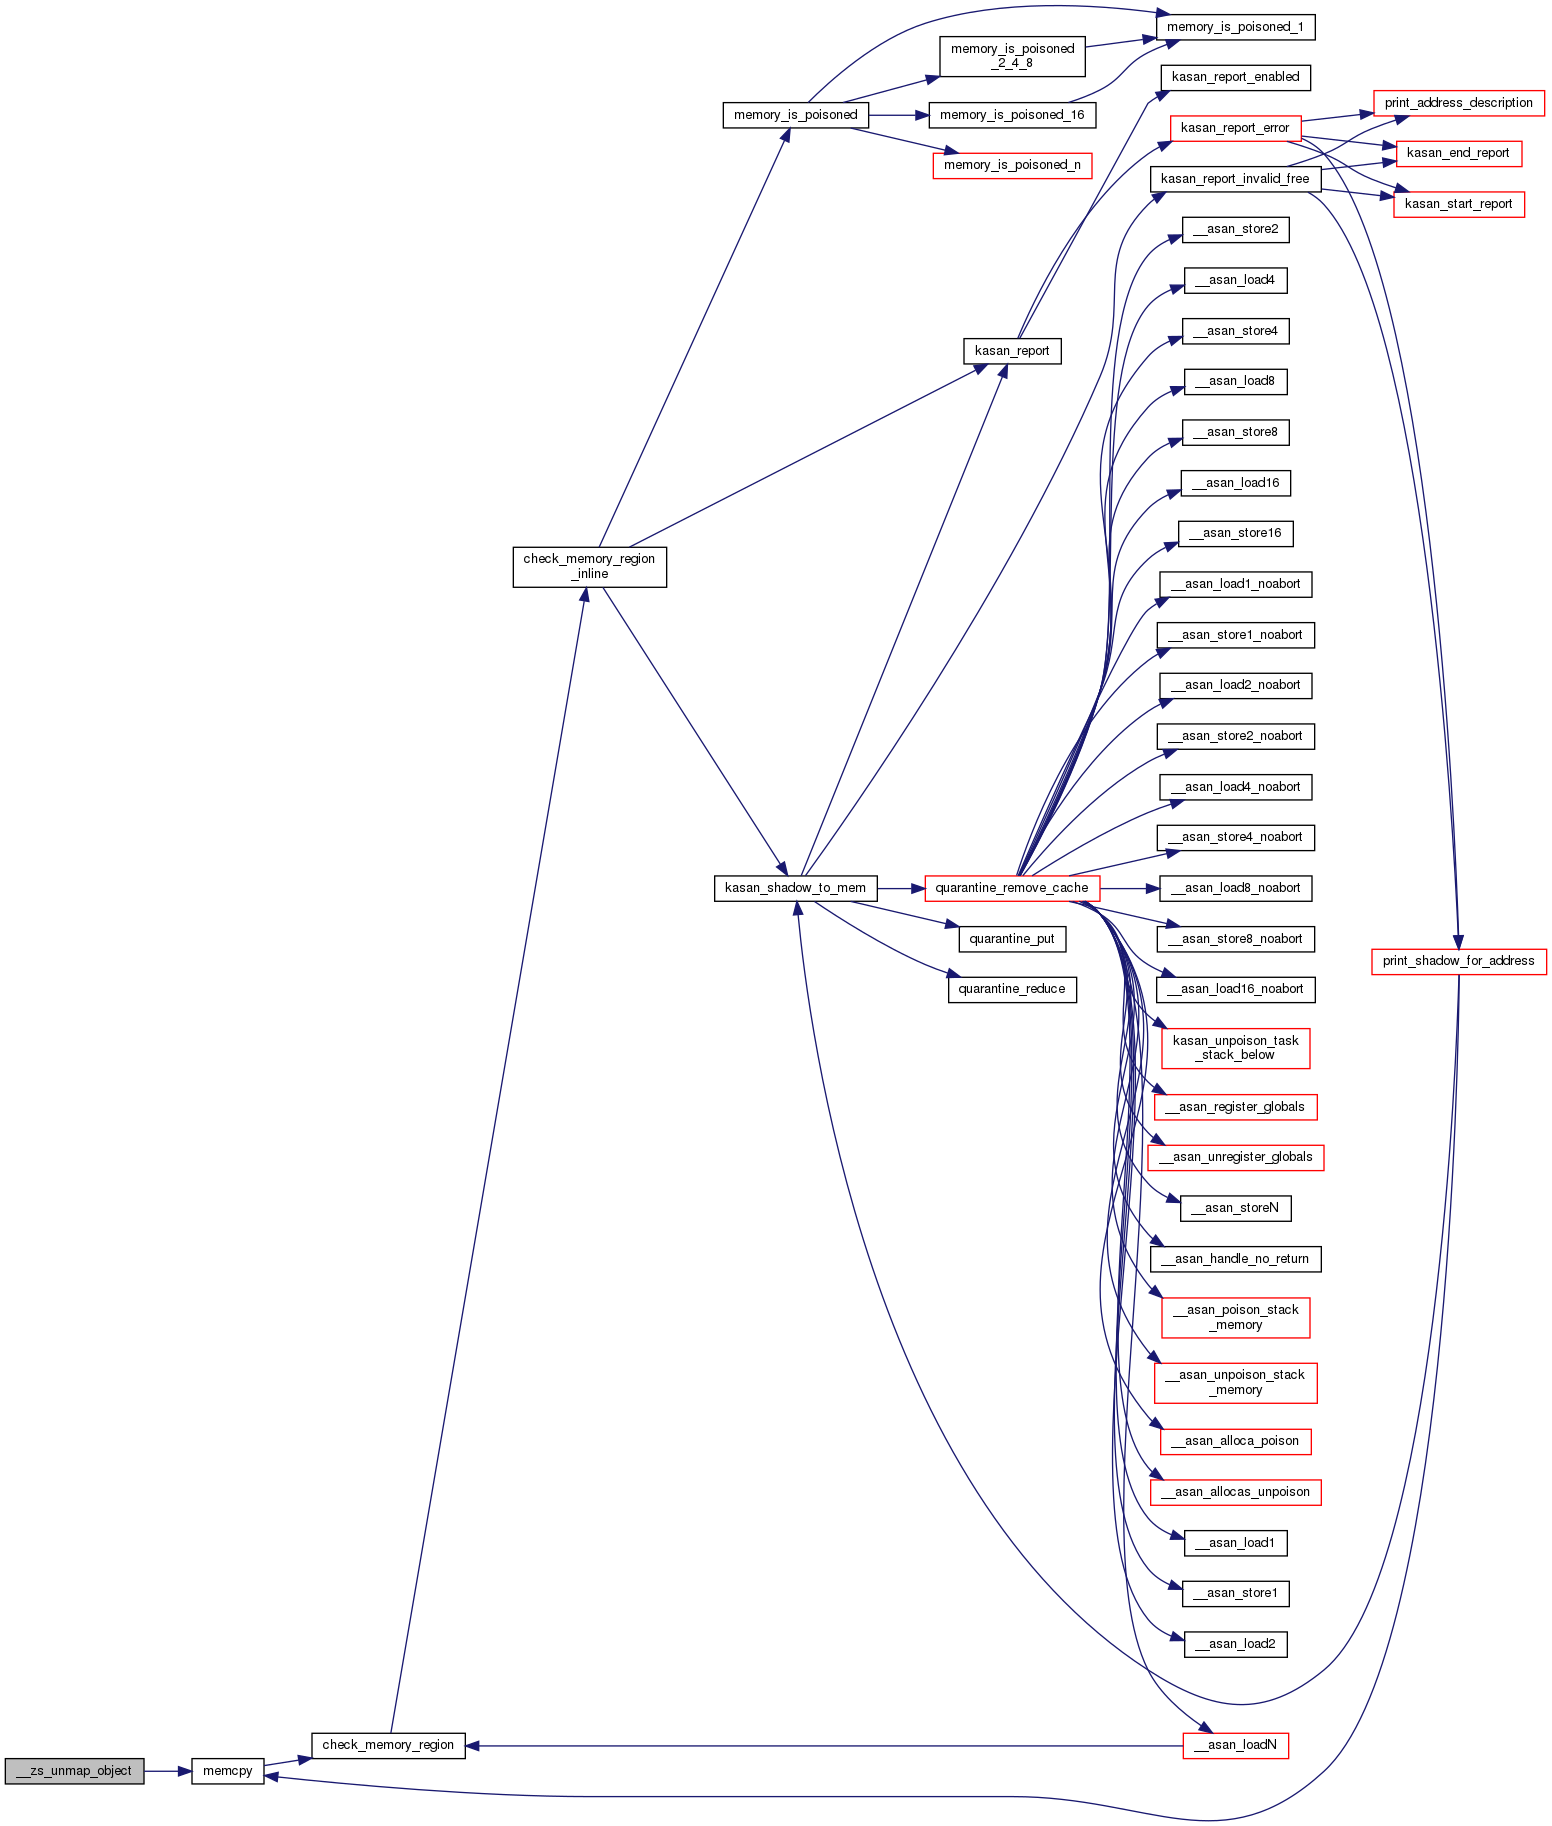 memory_is_poisoned_1
memory_is_poisoned
_2_4_8
kasan_report_enabled
print_address_description
memory_is_poisoned
memory_is_poisoned_16
kasan_report_error
kasan_end_report
memory_is_poisoned_n
kasan_report_invalid_free
kasan_start_report
__asan_store2
__asan_load4
__asan_store4
kasan_report
__asan_load8
__asan_store8
__asan_load16
__asan_store16
check_memory_region
_inline
__asan_load1_noabort
__asan_store1_noabort
__asan_load2_noabort
__asan_store2_noabort
__asan_load4_noabort
__asan_store4_noabort
kasan_shadow_to_mem
quarantine_remove_cache
__asan_load8_noabort
quarantine_put
__asan_store8_noabort
print_shadow_for_address
quarantine_reduce
__asan_load16_noabort
kasan_unpoison_task
_stack_below
__asan_register_globals
__asan_unregister_globals
__asan_storeN
__asan_handle_no_return
__asan_poison_stack
_memory
__asan_unpoison_stack
_memory
__asan_alloca_poison
__asan_allocas_unpoison
__asan_load1
__asan_store1
__asan_load2
check_memory_region
__asan_loadN
__zs_unmap_object
memcpy